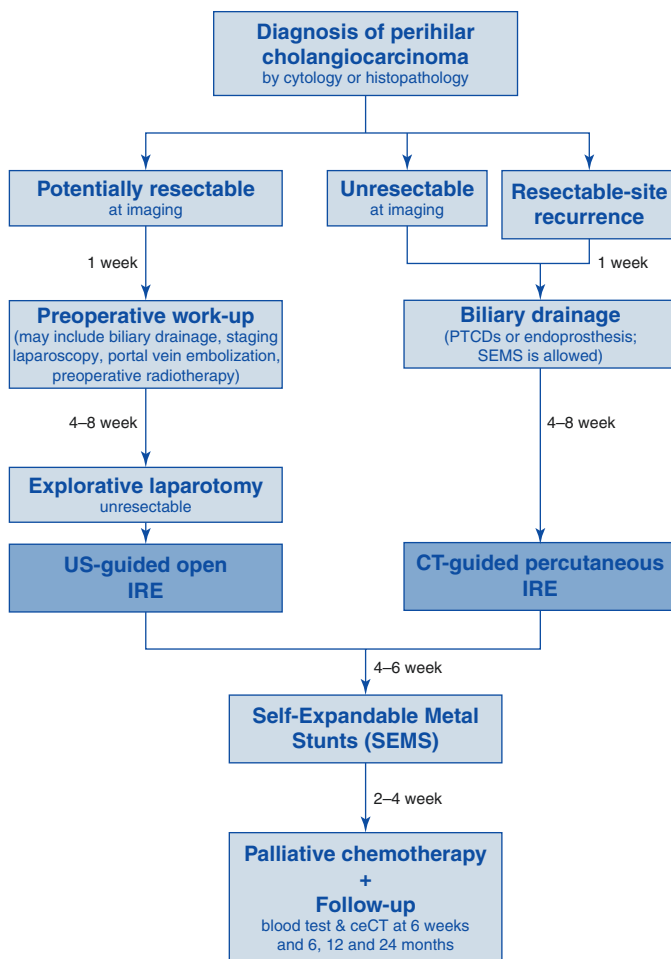 Diagnosis of perihilar
cholangiocarcinoma
by cytology or histopathology
Potentially resectable
at imaging
Unresectable
at imaging
Resectable-site
recurrence
1 week
1 week
Preoperative work-up
(may include biliary drainage, staging
laparoscopy, portal vein embolization,
preoperative radiotherapy)
Biliary drainage
(PTCDs or endoprosthesis;
SEMS is allowed)
4–8 week
4–8 week
Explorative laparotomy
unresectable
US-guided open
IRE
CT-guided percutaneous
IRE
4–6 week
Self-Expandable Metal
Stunts (SEMS)
2–4 week
Palliative chemotherapy
+
Follow-up
blood test & ceCT at 6 weeks
and 6, 12 and 24 months